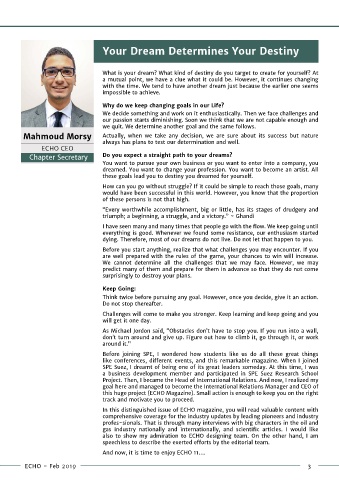 Your Dream Determines Your Destiny
What is your dream? What kind of destiny do you target to create for yourself? At
a mutual point, we have a clue what it could be. However, it continues changing
with the time. We tend to have another dream just because the earlier one seems
impossible to achieve.
Why do we keep changing goals in our Life?
We decide something and work on it enthusiastically. Then we face challenges and
our passion starts diminishing. Soon we think that we are not capable enough and
we quit. We determine another goal and the same follows.
Actually, when we take any decision, we are sure about its success but nature
always has plans to test our determination and well.
Mahmoud Morsy
ECHO CEO
Chapter Secretary
Do you expect a straight path to your dreams?
You want to pursue your own business or you want to enter into a company, you
dreamed. You want to change your profession. You want to become an artist. All
these goals lead you to destiny you dreamed for yourself.
How can you go without struggle? If it could be simple to reach those goals, many
would have been successful in this world. However, you know that the proportion
of these persons is not that high.
"Every worthwhile accomplishment, big or little, has its stages of drudgery and
triumph; a beginning, a struggle, and a victory." - Ghandi
I have seen many and many times that people go with the flow. We keep going until
everything is good. Whenever we found some resistance, our enthusiasm started
dying. Therefore, most of our dreams do not live. Do not let that happen to you.
Before you start anything, realize that what challenges you may encounter. If you
are well prepared with the rules of the game, your chances to win will increase.
We cannot determine all the challenges that we may face. However, we may
predict many of them and prepare for them in advance so that they do not come
surprisingly to destroy your plans.
Keep Going:
Think twice before pursuing any goal. However, once you decide, give it an action.
Do not stop thereafter.
Challenges will come to make you stronger. Keep learning and keep going and you
will get is one day.
As Michael Jordon said, "Obstacles don't have to stop you. If you run into a wall,
don't turn around and give up. Figure out how to climb it, go through it, or work
around it."
Before joining SPE, I wondered how students like us do all these great things
like conferences, different events, and this remarkable magazine. When I joined
SPE Suez, I dreamt of being one of its great leaders someday. At this time, I was
a business development member and participated in SPE Suez Research School
Project. Then, I became the Head of International Relations. And now, I realized my
goal here and managed to become the International Relations Manager and CEO of
this huge project (ECHO Magazine). Small action is enough to keep you on the right
track and motivate you to proceed.
In this distinguished issue of ECHO magazine, you will read valuable content with
comprehensive coverage for the industry updates by leading pioneers and industry
profes-sionals. That is through many interviews with big characters in the oil and
gas industry nationally and internationally, and scientific articles. I would like
also to show my admiration to ECHO designing team. On the other hand, I am
speechless to describe the exerted efforts by the editorial team.
And now, it is time to enjoy ECHO 11....
ECHO - Feb 2019
3